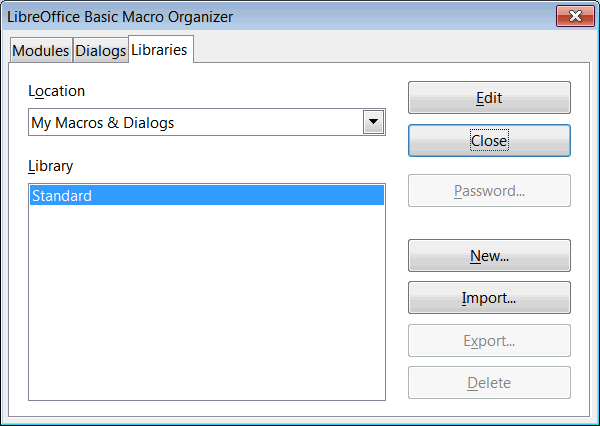 LibreOffice Basic Macro Organizer
Modules Dialogs Libraries
Location
My Macros & Dialogs
Library
Standard
Edit
Close
Password...
New...
Import...
Export...
Delete